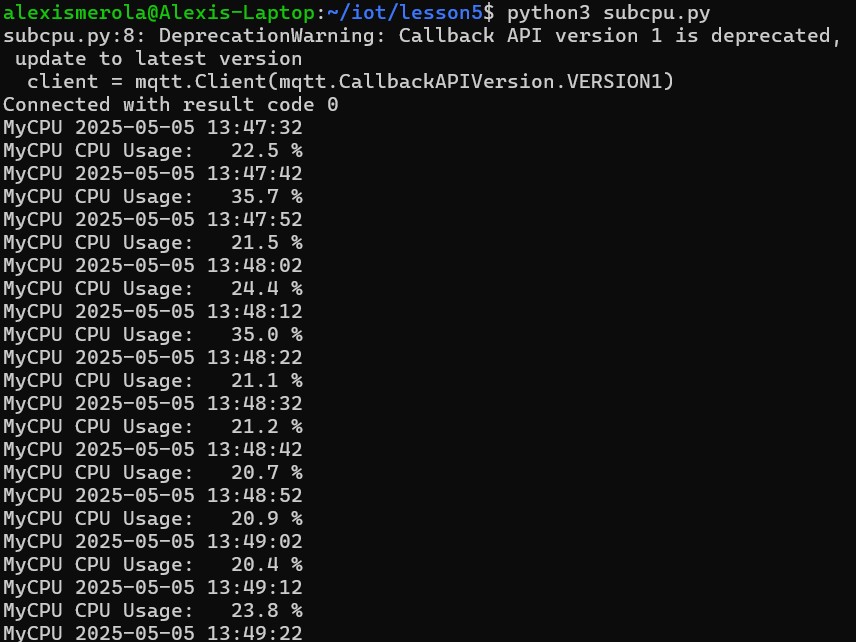 alexismerola@Alexis-Laptop:~/iot/lesson5$ python3 subcpu.py
subcpu.py:8: DeprecationWarning: Callback API version 1 is deprecated,
 update to latest version
  client = mqtt.Client(mqtt.CallbackAPIVersion.VERSION1)
Connected with result code 0
MyCPU 2025-05-05 13:47:32
MyCPU CPU Usage:   22.5 %
MyCPU 2025-05-05 13:47:42
MyCPU CPU Usage:   35.7 %
MyCPU 2025-05-05 13:47:52
MyCPU CPU Usage:   21.5 %
MyCPU 2025-05-05 13:48:02
MyCPU CPU Usage:   24.4 %
MyCPU 2025-05-05 13:48:12
MyCPU CPU Usage:   35.0 %
MyCPU 2025-05-05 13:48:22
MyCPU CPU Usage:   21.1 %
MyCPU 2025-05-05 13:48:32
MyCPU CPU Usage:   21.2 %
MyCPU 2025-05-05 13:48:42
MyCPU CPU Usage:   20.7 %
MyCPU 2025-05-05 13:48:52
MyCPU CPU Usage:   20.9 %
MyCPU 2025-05-05 13:49:02
MyCPU CPU Usage:   20.4 %
MyCPU 2025-05-05 13:49:12
MyCPU CPU Usage:   23.8 %
MyCPU 2025-05-05 13:49:22